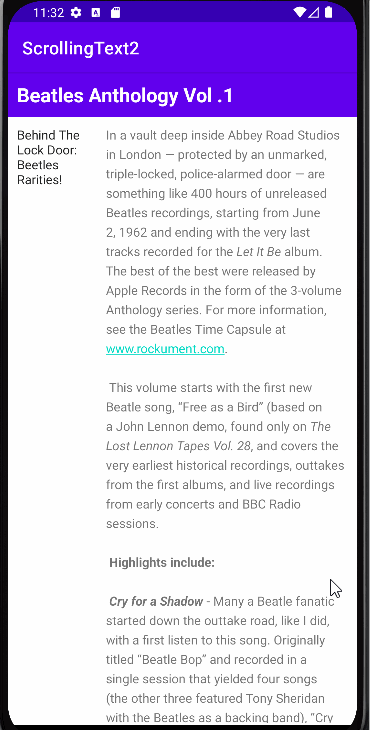 11:32
ScrollingText2
Beatles Anthology Vol .1
Behind The
Lock Door:
Beetles
Rarities!
In a vault deep inside Abbey Road Studios
in London — protected by an unmarked,
triple-locked, police-alarmed door — are
something like 400 hours of unreleased
Beatles recordings, starting from June
2, 1962 and ending with the very last
tracks recorded for the Let It Be album.
The best of the best were released by
Apple Records in the form of the 3-volume
Anthology series. For more information,
see the Beatles Time Capsule at
www.rockument.com.
This volume starts with the first new
Beatle song, “Free as a Bird” (based on
a John Lennon demo, found only on The
Lost Lennon Tapes Vol. 28, and covers the
very earliest historical recordings, outtakes
from the first albums, and live recordings
from early concerts and BBC Radio
sessions.
Highlights include:
Cry for a Shadow - Many a Beatle fanatic
started down the outtake road, like I did,
with a first listen to this song. Originally
titled “Beatle Bop” and recorded in a
single session that yielded four songs
(the other three featured Tony Sheridan
with the Beatles as a backing band), “Cry